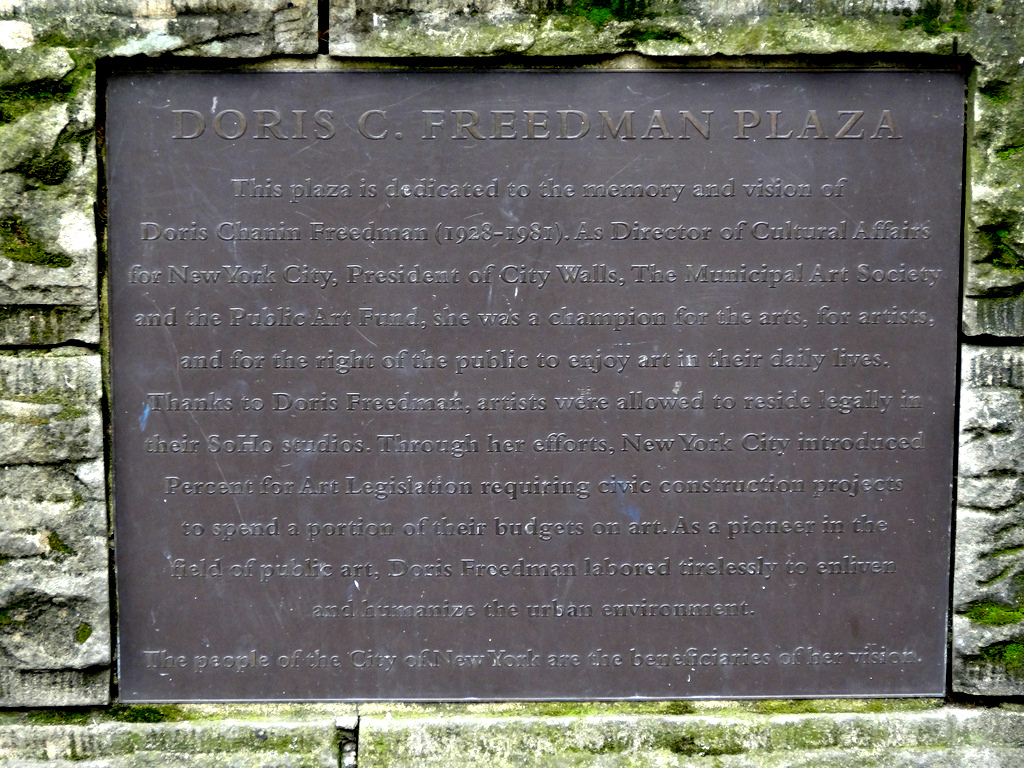 DORIS C. FREEDMAN PLAZA
This plaza is dedicated to the memory and vision of
Doris Chanin Freedman (1928-1981). As Director of Cultural Affairs
for New York City, President of City Walls, The Municipal Art Society
and the Public Art Fund, she was a champion for the arts, for artists,
and for the right of the public to enjoy art in their daily lives.
Thanks to Doris Freedman, artists were allowed to reside legally in
their SoHo studios. Through her efforts, New York City introduced
Percent for Art Legislation requiring civic construction projects
to spend a portion of their budgets on art. As a pioneer in the
field of public art, Doris Freedman labored tirelessly to enliven
and humanize the urban environment.
The people of the City of New York are the beneficiaries of her vision.